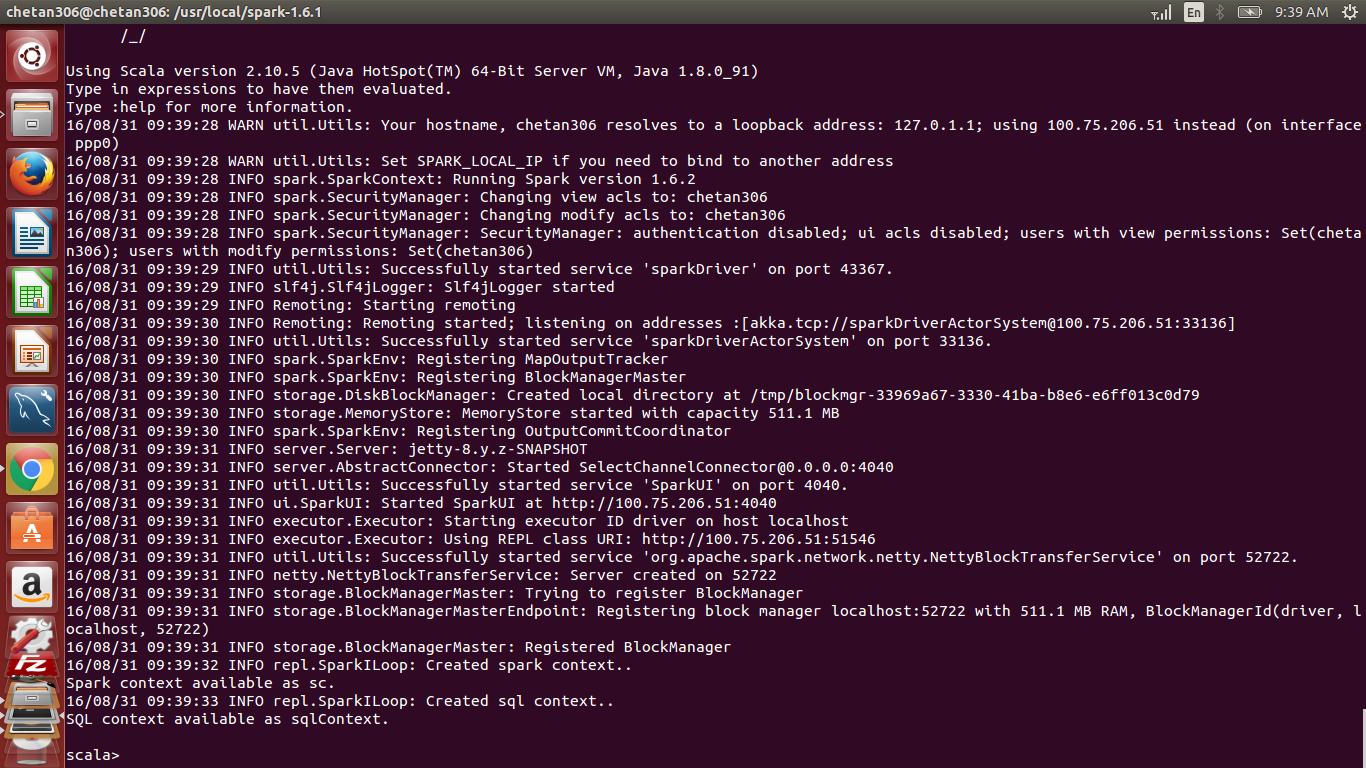 chetan306@chetan306: /usr/local/spark-1.6.1
En
9:39 AM
/_/
Using Scala version 2.10.5 (Java HotSpot(TM) 64-Bit Server VM, Java 1.8.0_91)
Type in expressions to have them evaluated.
Type :help for more information.
16/08/31 09:39:28 WARN util.Utils: Your hostname, chetan306 resolves to a loopback address: 127.0.1.1; using 100.75.206.51 instead (on interface
ppp0)
16/08/31 09:39:28 WARN util.Utils: Set SPARK_LOCAL_IP if you need to bind to another address
16/08/31 09:39:28 INFO spark.SparkContext: Running Spark version 1.6.2
16/08/31 09:39:28 INFO spark.SecurityManager: Changing view acls to: chetan306
16/08/31 09:39:28 INFO spark.SecurityManager: Changing modify acls to: chetan306
16/08/31 09:39:28 INFO spark.SecurityManager: SecurityManager: authentication disabled; ui acls disabled; users with view permissions: Set(cheta
n306); users with modify permissions: Set(chetan306)
16/08/31 09:39:29 INFO util.Utils: Successfully started service 'sparkDriver' on port 43367.
16/08/31 09:39:29 INFO slf4j.Slf4jLogger: Slf4jLogger started
16/08/31 09:39:29 INFO Remoting: Starting remoting
16/08/31 09:39:30 INFO Remoting: Remoting started; listening on addresses :[akka.tcp://sparkDriverActorSystem@100.75.206.51:33136]
16/08/31 09:39:30 INFO util.Utils: Successfully started service 'sparkDriverActorSystem' on port 33136.
16/08/31 09:39:30 INFO spark.SparkEnv: Registering MapOutputTracker
16/08/31 09:39:30 INFO spark.SparkEnv: Registering BlockManagerMaster
16/08/31 09:39:30 INFO storage.DiskBlockManager: Created local directory at /tmp/blockmgr-33969a67-3330-41ba-b8e6-e6ff013c0d79
16/08/31 09:39:30 INFO storage.MemoryStore: MemoryStore started with capacity 511.1 MB
16/08/31 09:39:30 INFO spark.SparkEnv: Registering OutputCommitCoordinator
16/08/31 09:39:31 INFO server.Server: jetty-8.y.z-SNAPSHOT
16/08/31 09:39:31 INFO server.AbstractConnector: Started SelectChannelConnector@0.0.0.0:4040
16/08/31 09:39:31 INFO util.Utils: Successfully started service 'SparkUI' on port 4040.
16/08/31 09:39:31 INFO ui.SparkUI: Started SparkUI at http://100.75.206.51:4040
16/08/31 09:39:31 INFO executor.Executor: Starting executor ID driver on host localhost
16/08/31 09:39:31 INFO executor.Executor: Using REPL class URI: http://100.75.206.51:51546
16/08/31 09:39:31 INFO util.Utils: Successfully started service 'org.apache.spark.network.netty.NettyBlockTransferService' on port 52722.
16/08/31 09:39:31 INFO netty.NettyBlockTransferService: Server created on 52722
16/08/31 09:39:31 INFO storage.BlockManagerMaster: Trying to register BlockManager
16/08/31 09:39:31 INFO storage.BlockManagerMasterEndpoint: Registering block manager localhost:52722 with 511.1 MB RAM, BlockManagerId(driver, l
ocalhost, 52722)
16/08/31 09:39:31 INFO storage.BlockManagerMaster: Registered BlockManager
16/08/31 09:39:32 INFO repl.SparkILoop: Created spark context..
Spark context available as sc.
16/08/31 09:39:33 INFO repl.SparkILoop: Created sql context..
SQL context available as sqlContext.
scala>